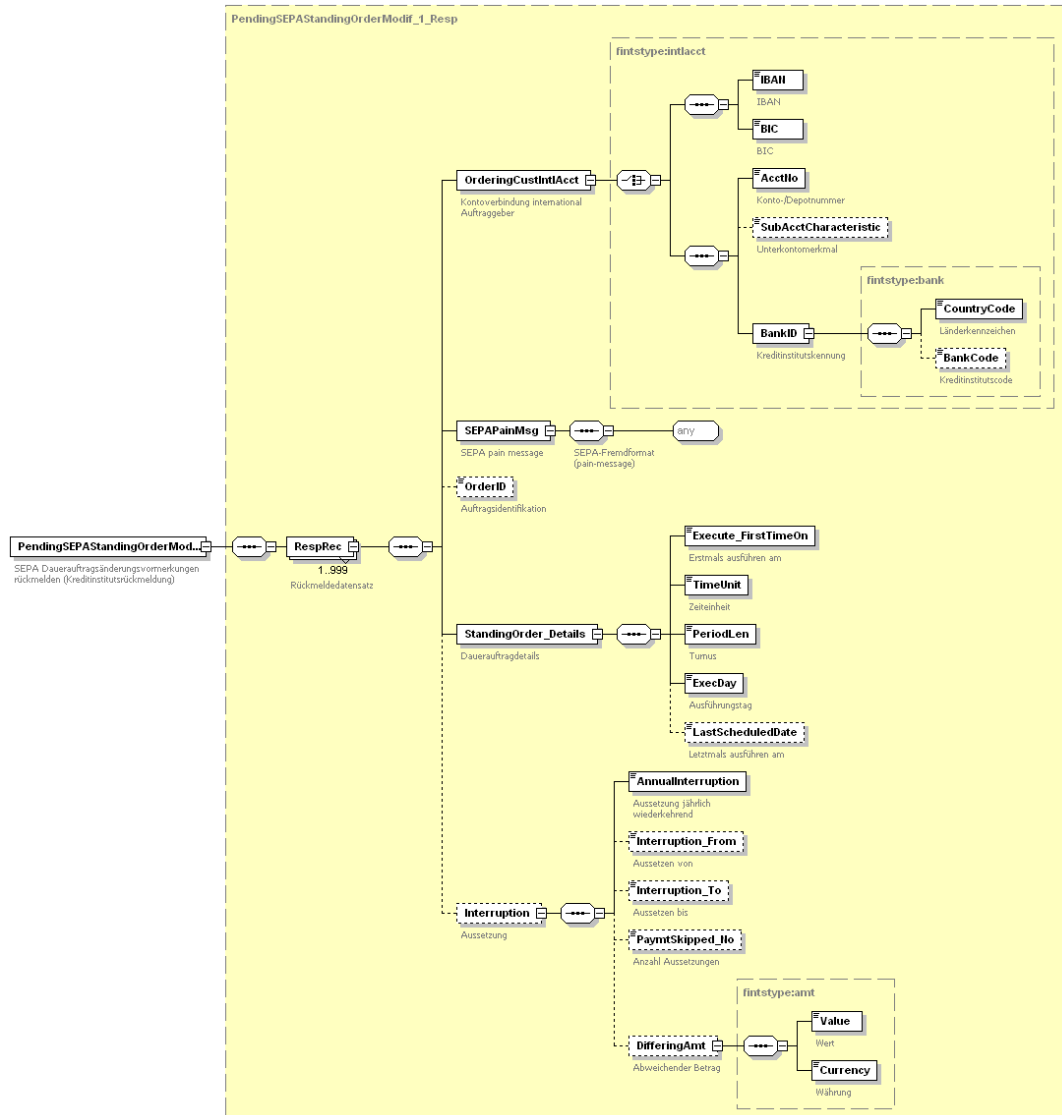 PendingSEPAStandingOrderModif_1_Resp
fintstype:intlacct
IBAN
IBAN
BIC
BIC
OrderingCustIntlAcct
Kontoverbindung international
Auftraggeber
AcctNo
Konto-/Depotnummer
SubAcctCharacteristic
Unterkontomerkmal
fintstype:bank
CountryCode
Länderkennzeichen
BankID
Kreditinstitutskennung
BankCode
Kreditinstitutscode
SEPAPainMsg
SEPA pain message
SEPA-Fremdformat
(pain-message)
any
OrderID
Auftragsidentifikation
PendingSEPAStandingOrderMod...
SEPA Dauerauftragsänderungsvormerkungen
rückmelden (Kreditinstitutsrückmeldung)
RespRec
1..999
Rückmeldedatensatz
Execute_FirstTimeOn
Erstmals ausführen am
TimeUnit
Zeiteinheit
StandingOrder_Details
Dauerauftragdetails
PeriodLen
Turnus
ExecDay
Ausführungstag
LastScheduledDate
Letztmals ausführen am
AnnualInterruption
Aussetzung jährlich
wiederkehrend
Interruption_From
Aussetzen von
Interruption_To
Aussetzen bis
Interruption
Aussetzung
PaymtSkipped_No
Anzahl Aussetzungen
fintstype:amt
Value
Wert
DifferingAmt
Abweichender Betrag
Currency
Währung